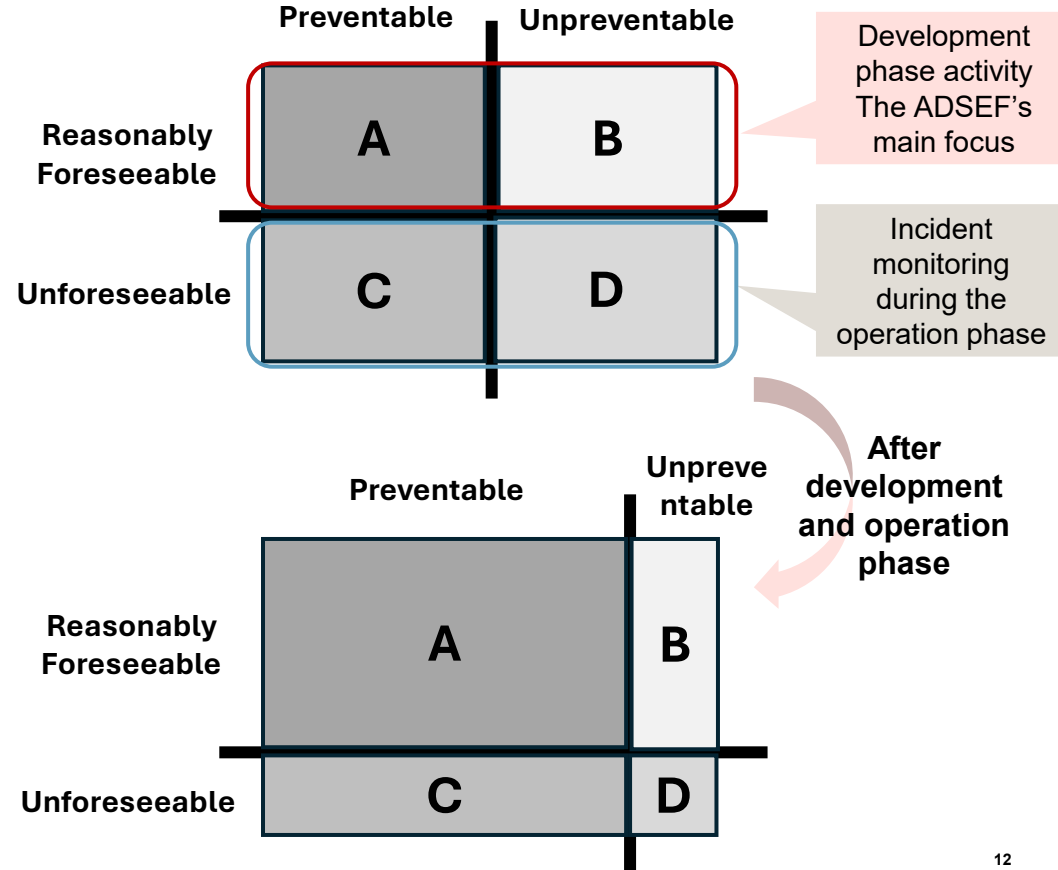 Preventable
Unpreventable
Development
phase activity
The ADSEF’s
main focus
Reasonably
Foreseeable
A
B
Unforeseeable
C
D
Incident
monitoring
during the
operation phase
After
development
and operation
phase
Preventable
Unpreve
ntable
Reasonably
Foreseeable
A
B
Unforeseeable
C
D
12